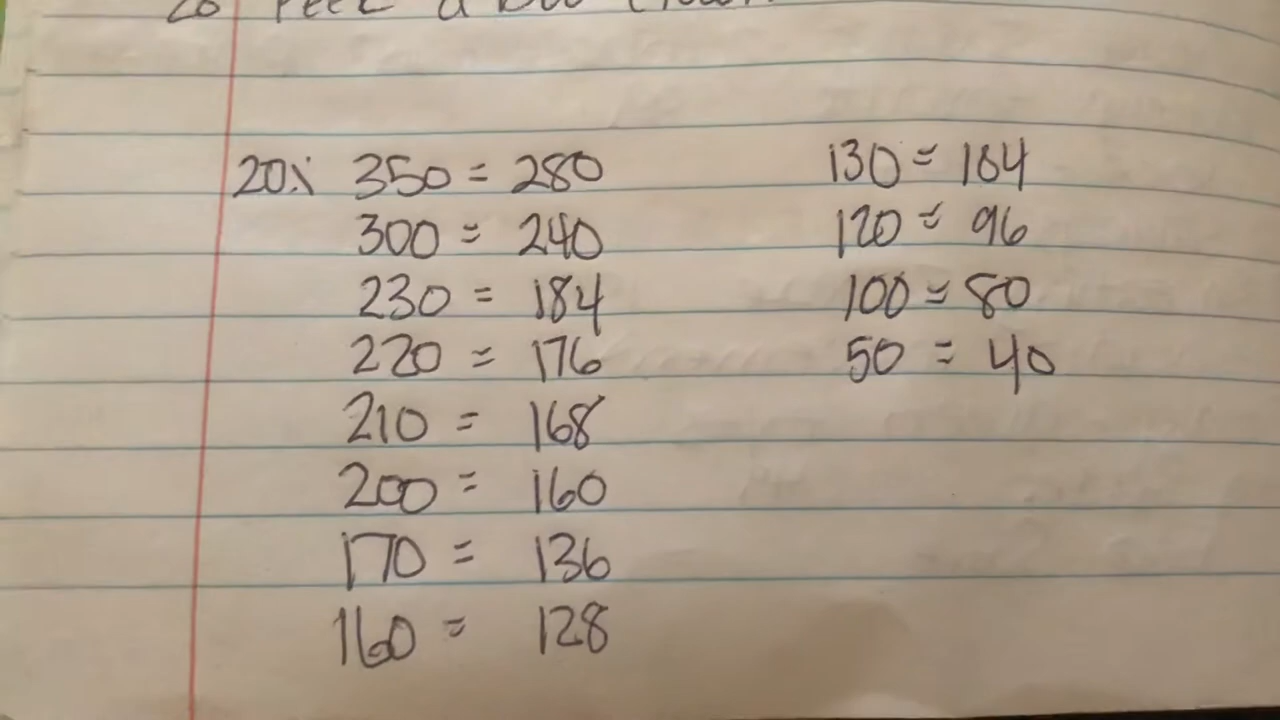 20% 350 = 280
300 = 240
230 = 184
220 = 176
210 = 168
200 = 160
170 = 136
160 = 128
130 = 104
120 = 96
100 = 80
50 = 40